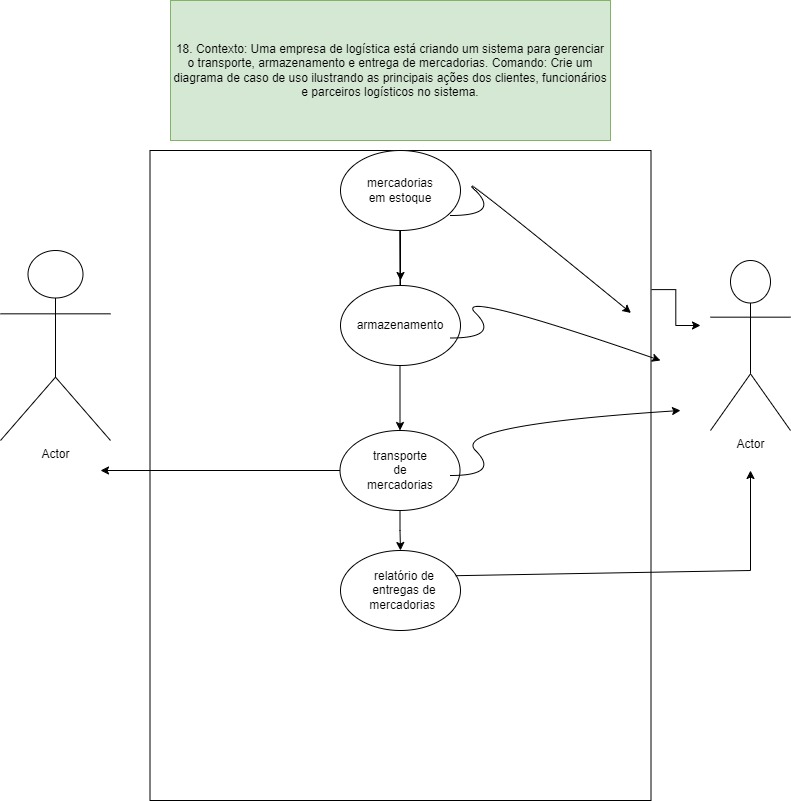 18. Contexto: Uma empresa de logística está criando um sistema para gerenciar
o transporte, armazenamento e entrega de mercadorias. Comando: Crie um
diagrama de caso de uso ilustrando as principais ações dos clientes, funcionários
e parceiros logísticos no sistema.
mercadorias
em estoque
armazenamento
Actor
Actor
transporte
de
mercadorias
relatório de
entregas de
mercadorias